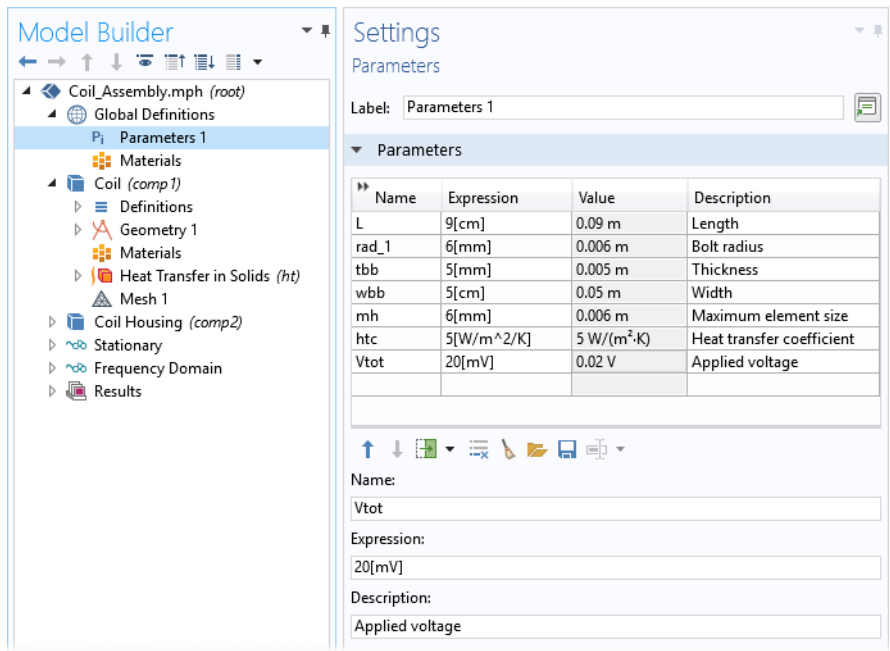 Model Builder
Coil_Assembly.mph (root)
Global Definitions
Pi Parameters 1
Materials
Coil (comp1)
Definitions
Geometry 1
Materials
Heat Transfer in Solids (ht)
Mesh 1
Coil Housing (comp2)
Stationary
Frequency Domain
Results
Settings
Parameters
Label: Parameters 1
Parameters
Name Expression Value Description
L 9[cm] 0.09 m Length
rad_1 6[mm] 0.006 m Bolt radius
tbb 5[mm] 0.005 m Thickness
wbb 5[cm] 0.05 m Width
mh 6[mm] 0.006 m Maximum element size
htc 5[W/m^2/K] 5 W/(m²·K) Heat transfer coefficient
Vtot 20[mV] 0.02 V Applied voltage
Name:
Vtot
Expression:
20[mV]
Description:
Applied voltage